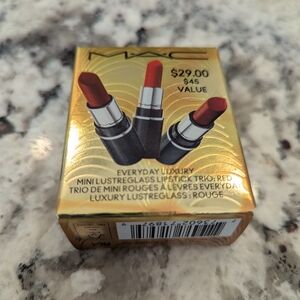 MAC
$29.00
$45
VALUE
EVERYDAY LUXURY
MINI LUSTREGLASS LIPSTICK TRIO: RED
TRIO DE MINI ROUGES À LÈVRES EVERYDAY
LUXURY LUSTREGLASS : ROUGE